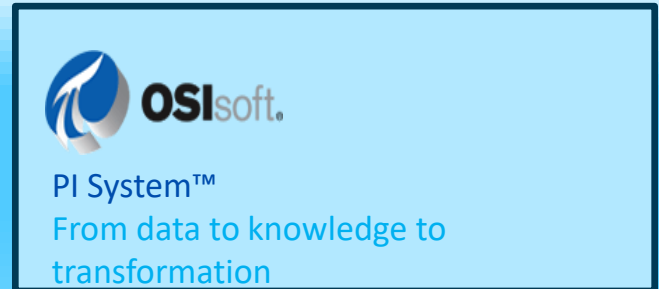 OSIsoft®
PI System™
From data to knowledge to
transformation